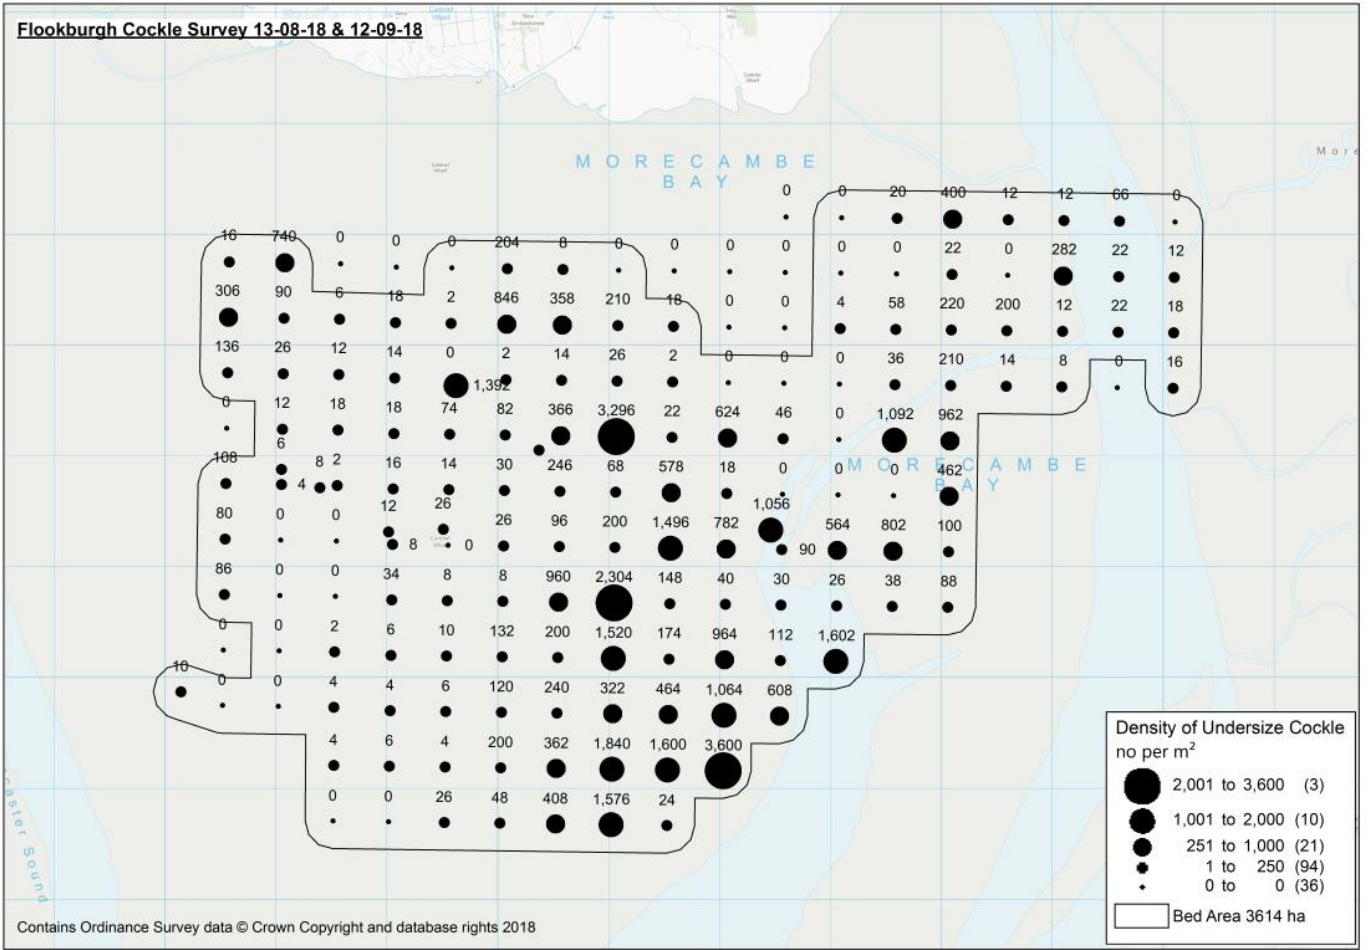 Flookburgh Cockle Survey 13-08-18 & 12-09-18
MORECAMBE
BAY
0 0 20 400 12 12 66 0
16 740 0 0 0 204 8 0 0 0 0 0 0 22 0 282 22 12
306 90 6 18 2 846 358 210 18 0 0 4 58 220 200 12 22 18
136 26 12 14 0 2 14 26 2 0 0 0 36 210 14 8 0 16
1,392
0 12 18 18 74 82 366 3,296 22 624 46 0 1,092 962
6
108 8 2 16 14 30 246 68 578 18 0 0 0 462
4
MORECAMBE
BAY
12 26 1,056
80 0 0 26 96 200 1,496 782 564 802 100
8 0 90
86 0 0 34 8 8 960 2,304 148 40 30 26 38 88
0 0 2 6 10 132 200 1,520 174 964 112 1,602
10
0 0 4 4 6 120 240 322 464 1,064 608
4 6 4 200 362 1,840 1,600 3,600
0 0 26 48 408 1,576 24
caster Sound
More
Density of Undersize Cockle
no per m²
2,001 to 3,600 (3)
1,001 to 2,000 (10)
251 to 1,000 (21)
1 to 250 (94)
0 to 0 (36)
Bed Area 3614 ha
Contains Ordinance Survey data © Crown Copyright and database rights 2018